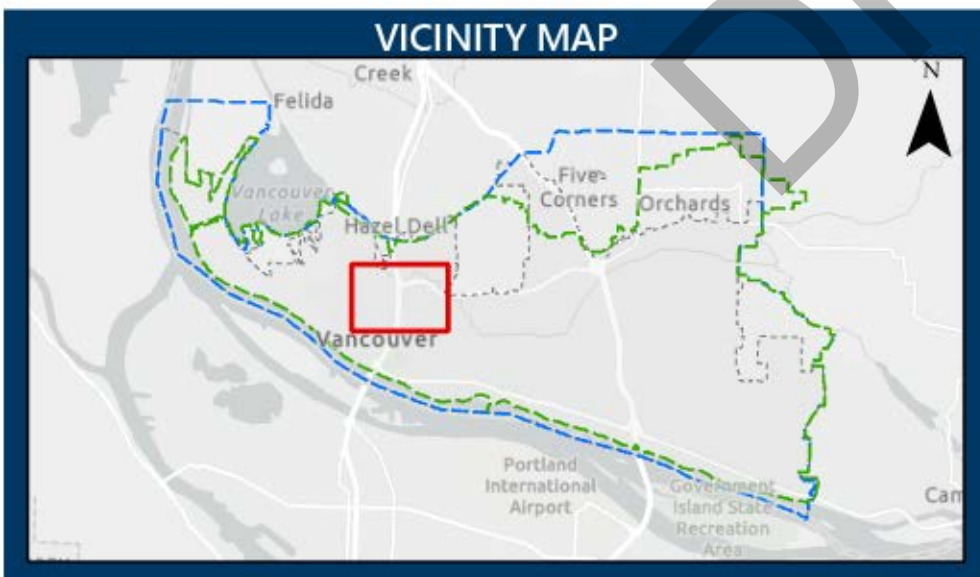 VICINITY MAP
N
Creek
Felida
Vancouver
Lake
Five
Corners
Orchards
Hazel Dell
Vancouver
Portland
International
Airport
Government
Island State
Recreation
Area
Cam